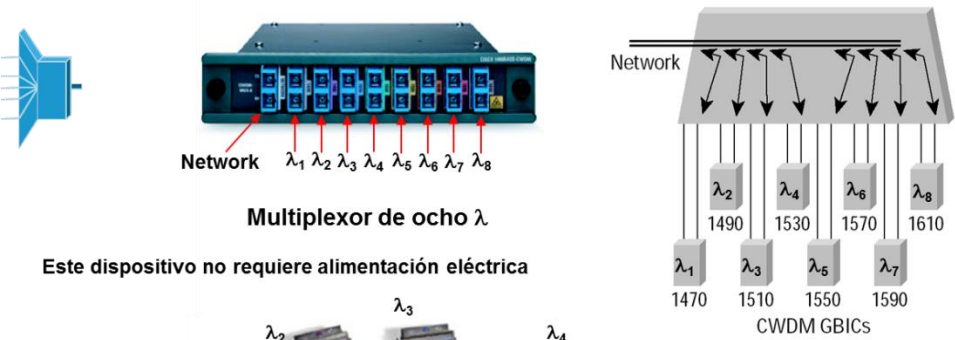 Network λ₁ λ₂ λ₃ λ₄ λ₅ λ₆ λ₇ λ₈
Multiplexor de ocho λ
Este dispositivo no requiere alimentación eléctrica
λ₂ λ₃ λ₄
Network
λ₂ λ₄ λ₆ λ₈
1490 1530 1570 1610
λ₁ λ₃ λ₅ λ₇
1470 1510 1550 1590
CWDM GBICs